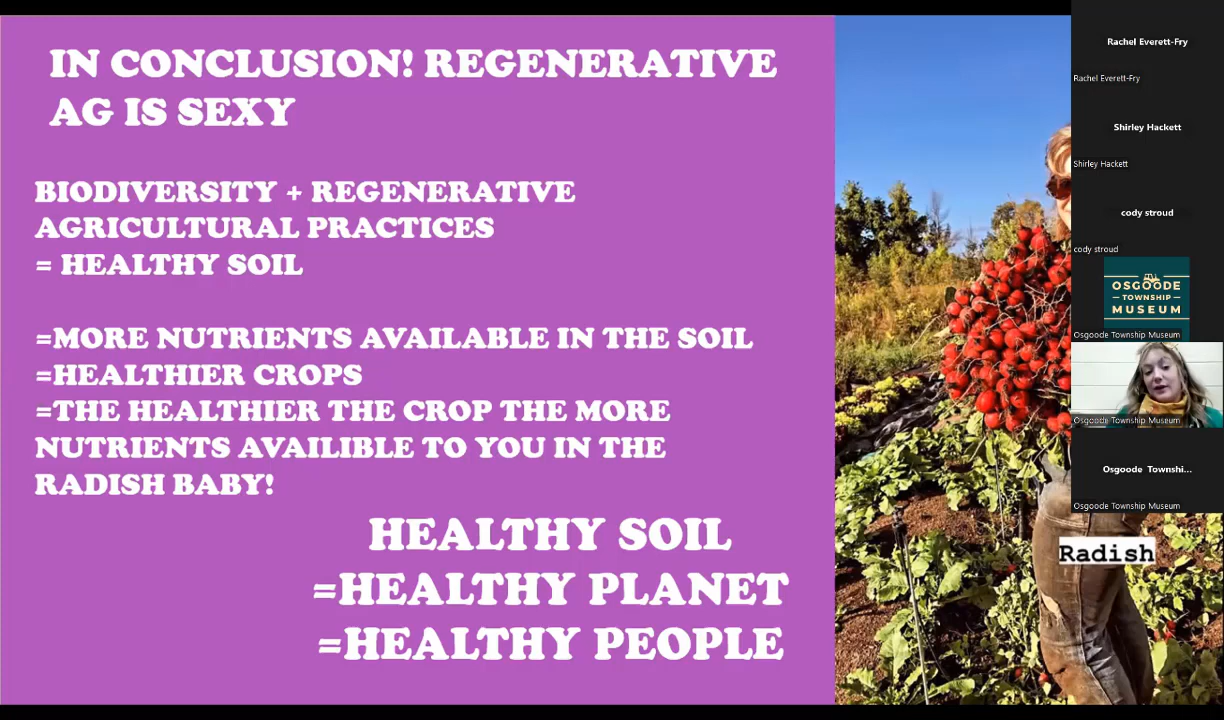 IN CONCLUSION! REGENERATIVE
AG IS SEXY
BIODIVERSITY + REGENERATIVE
AGRICULTURAL PRACTICES
= HEALTHY SOIL
=MORE NUTRIENTS AVAILABLE IN THE SOIL
=HEALTHIER CROPS
=THE HEALTHIER THE CROP THE MORE
NUTRIENTS AVAILIBLE TO YOU IN THE
RADISH BABY!
HEALTHY SOIL
=HEALTHY PLANET
=HEALTHY PEOPLE
Radish
Rachel Everett-Fry
Rachel Everett-Fry
Shirley Hackett
Shirley Hackett
cody stroud
cody stroud
OSGOODE
TOWNSHIP
MUSEUM
Osgoode Township Museum
Osgoode Township Museum
Osgoode Townshi...
Osgoode Township Museum